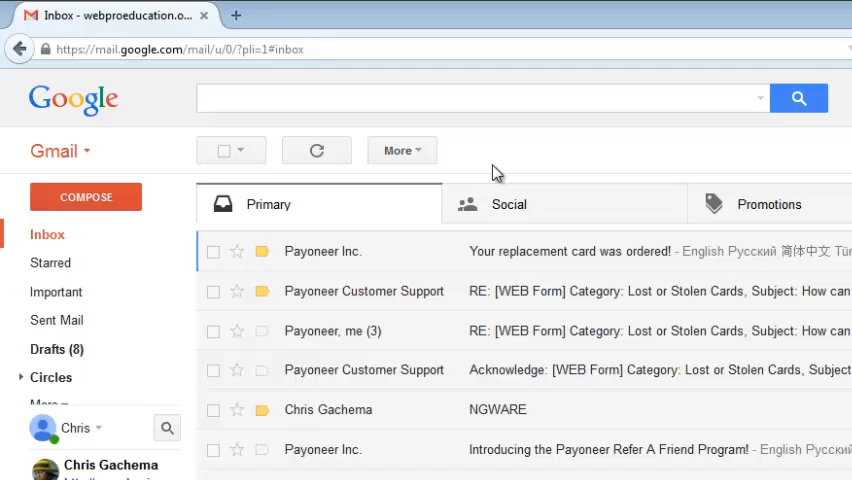 Inbox - webproeducation.o...
https://mail.google.com/mail/u/0/?pli=1#inbox
Google
Gmail
More
COMPOSE
Primary
Social
Promotions
Inbox
Starred
Important
Sent Mail
Drafts (8)
Circles
Payoneer Inc. Your replacement card was ordered! - English Русский 简体中文 Tür
Payoneer Customer Support RE: [WEB Form] Category: Lost or Stolen Cards, Subject: How can
Payoneer, me (3) RE: [WEB Form] Category: Lost or Stolen Cards, Subject: How can
Payoneer Customer Support Acknowledge: [WEB Form] Category: Lost or Stolen Cards, Subject
Chris Gachema NGWARE
Payoneer Inc. Introducing the Payoneer Refer A Friend Program! - English Русский
Chris
Chris Gachema